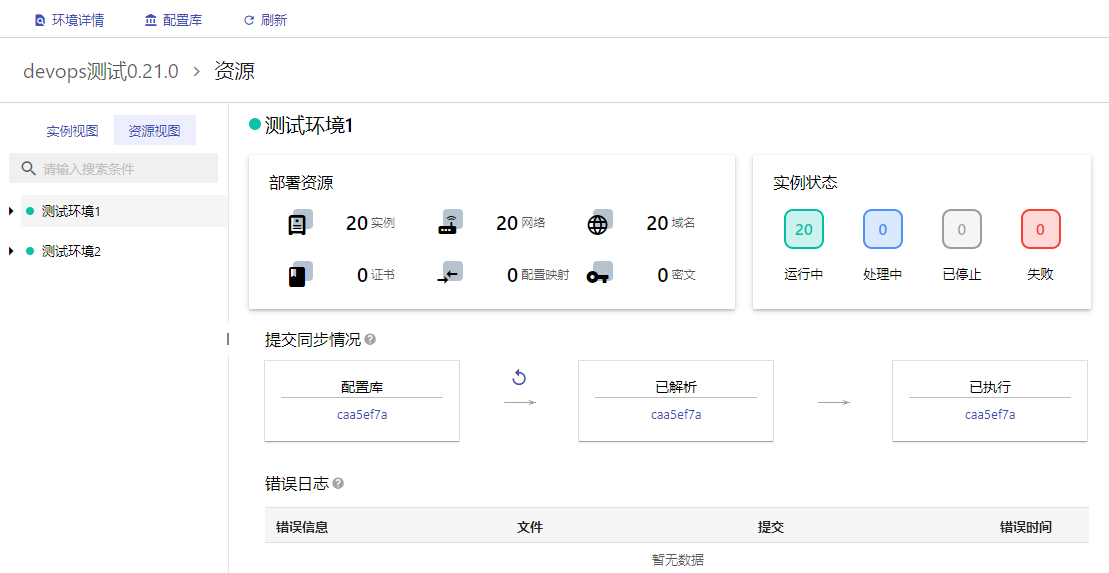 环境详情 配置库 刷新
devops测试0.21.0 > 资源
实例视图 资源视图
请输入搜索条件
测试环境1
测试环境2
测试环境1
部署资源
20 实例 20 网络 20 域名
0 证书 0 配置映射 0 密文
实例状态
20 0 0 0
运行中 处理中 已停止 失败
提交同步情况
配置库 已解析 已执行
caa5ef7a caa5ef7a caa5ef7a
错误日志
错误信息 文件 提交 错误时间
暂无数据